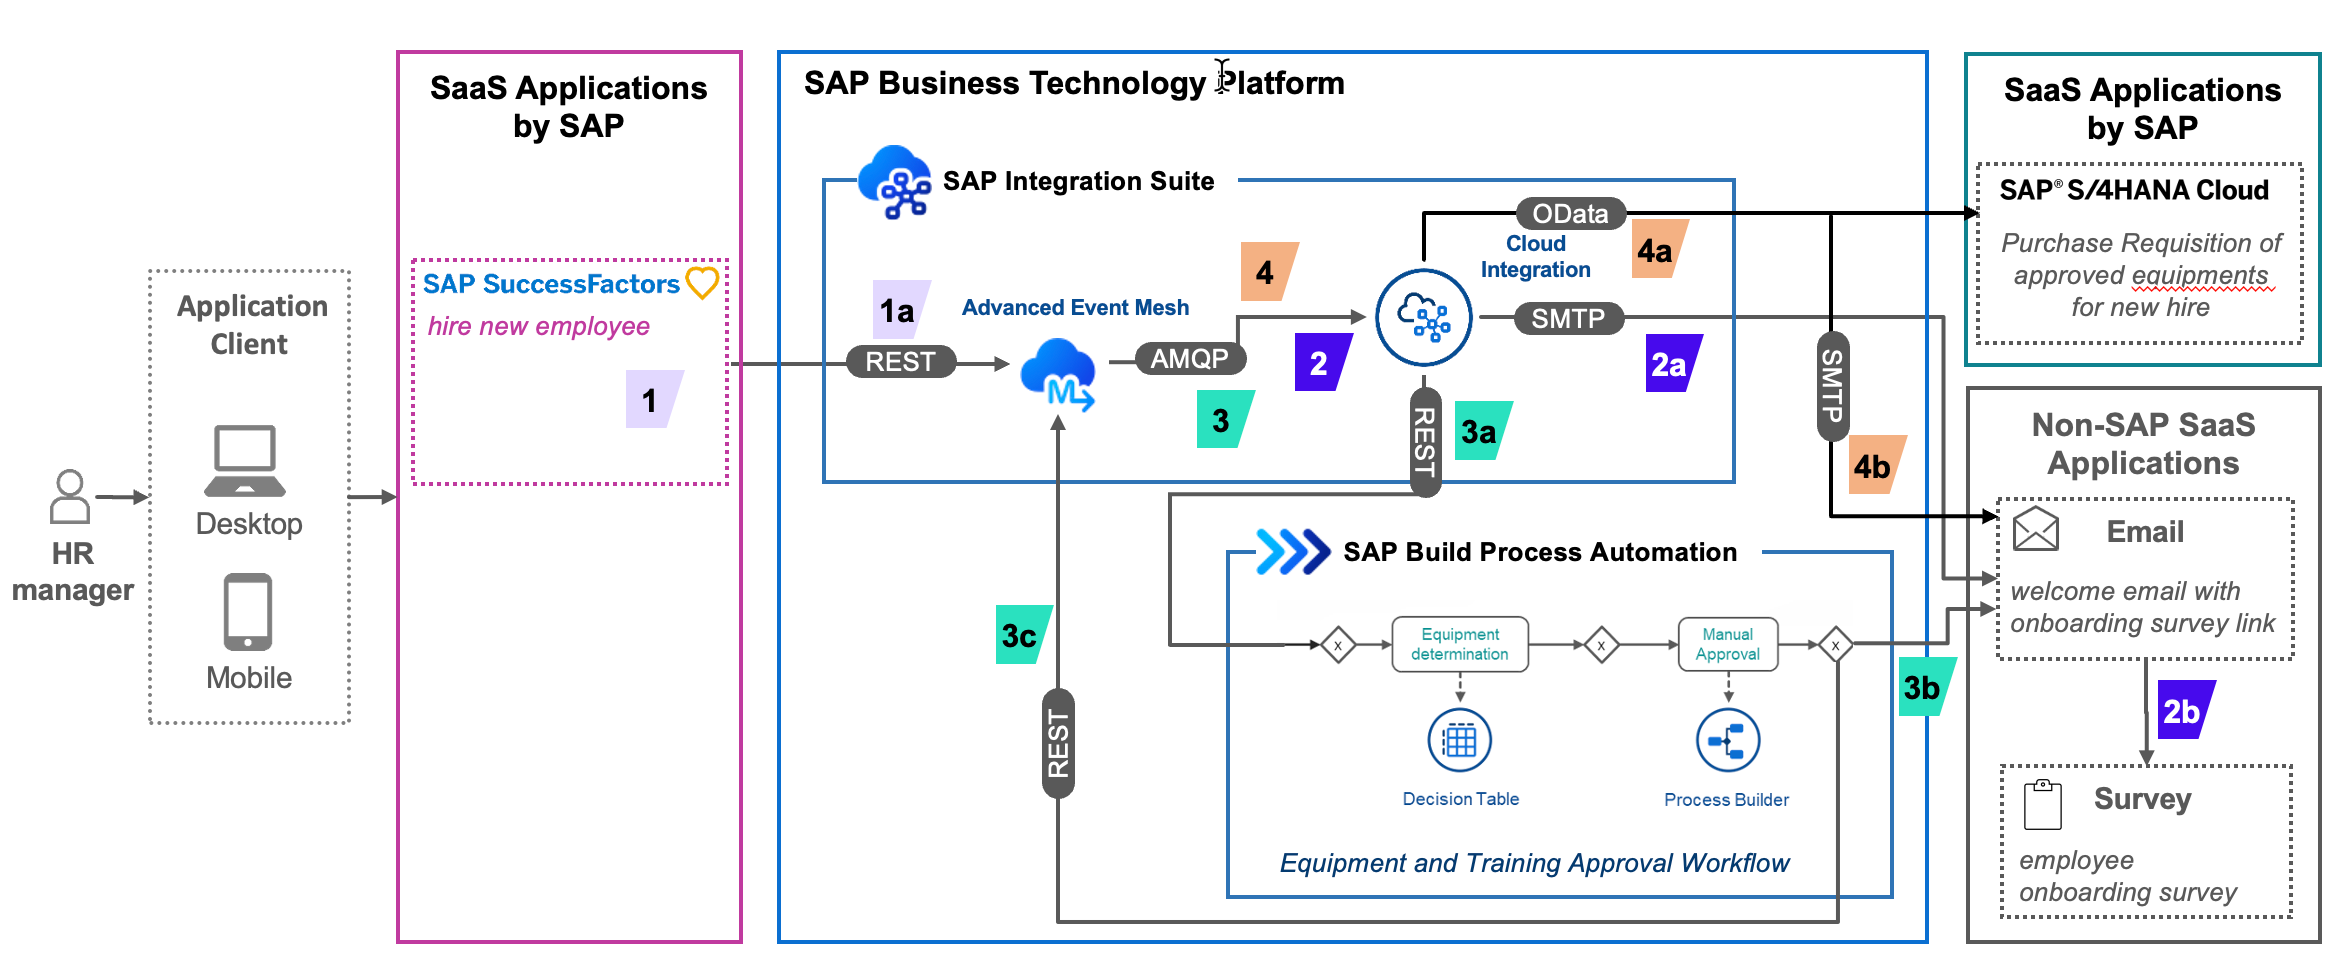 HR
manager
Application
Client
Desktop
Mobile
SaaS Applications
by SAP
SAP SuccessFactors
hire new employee
1
SAP Business Technology Platform
SAP Integration Suite
1a
REST
Advanced Event Mesh
M
AMQP
4
2
3
OData
4a
Cloud
Integration
SMTP
2a
REST
3a
SMTP
4b
3c
REST
SAP Build Process Automation
x
Equipment
determination
x
Manual
Approval
x
3b
Decision Table
Process Builder
Equipment and Training Approval Workflow
SaaS Applications
by SAP
SAP® S/4HANA Cloud
Purchase Requisition of
approved equipments
for new hire
Non-SAP SaaS
Applications
Email
welcome email with
onboarding survey link
2b
Survey
employee
onboarding survey